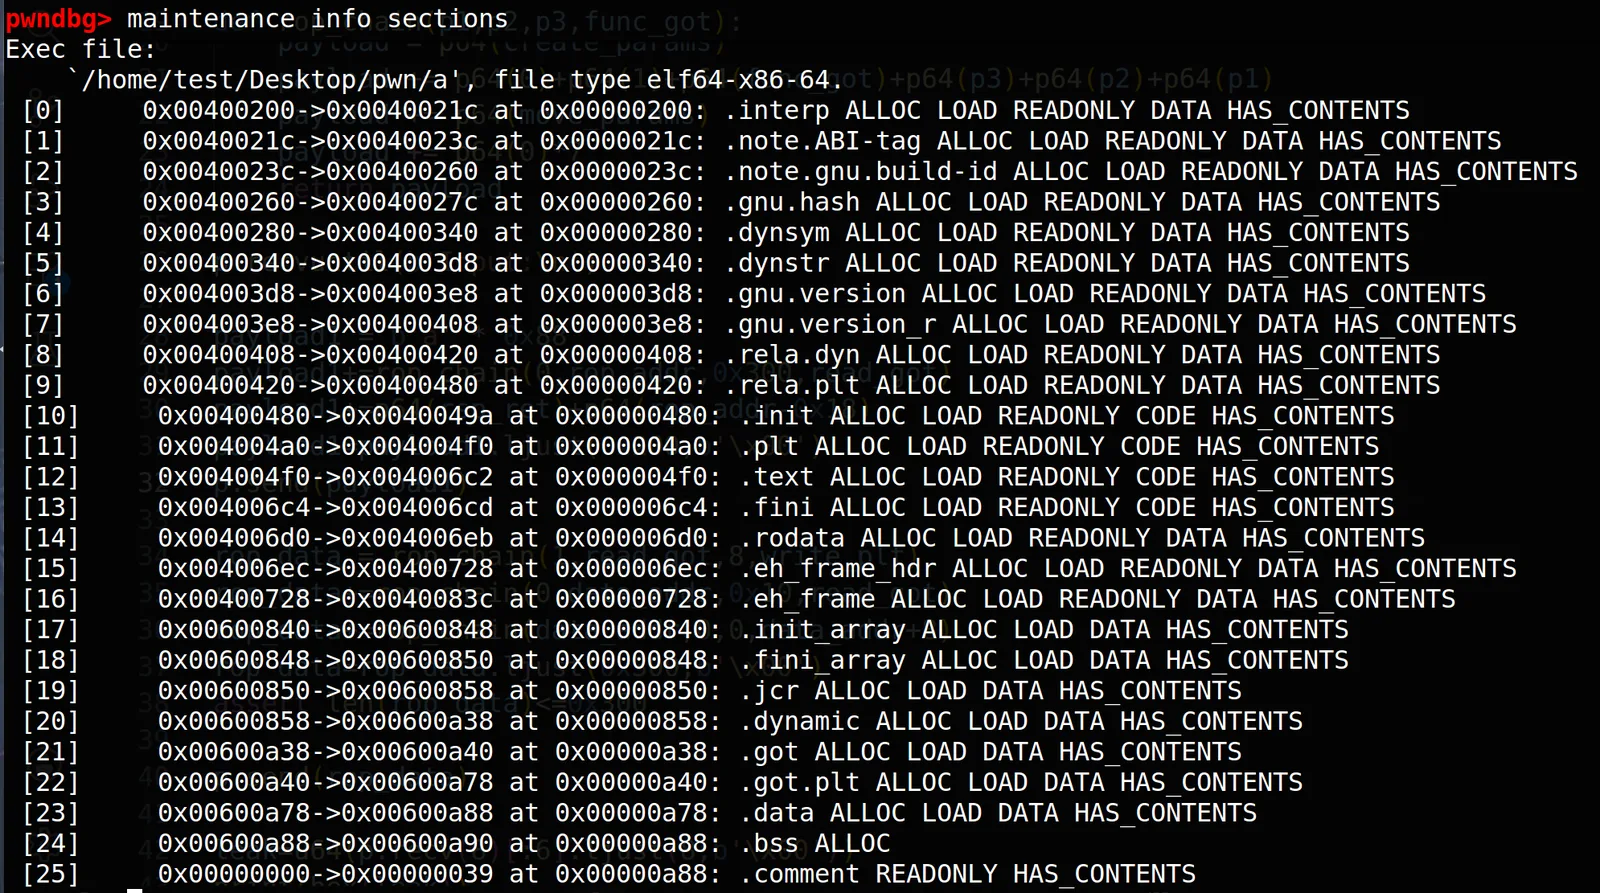 pwndbg> maintenance info sections
Exec file:
`/home/test/Desktop/pwn/a', file type elf64-x86-64.
[0] 0x00400200->0x0040021c at 0x00000200: .interp ALLOC LOAD READONLY DATA HAS_CONTENTS
[1] 0x0040021c->0x0040023c at 0x0000021c: .note.ABI-tag ALLOC LOAD READONLY DATA HAS_CONTENTS
[2] 0x0040023c->0x00400260 at 0x0000023c: .note.gnu.build-id ALLOC LOAD READONLY DATA HAS_CONTENTS
[3] 0x00400260->0x0040027c at 0x00000260: .gnu.hash ALLOC LOAD READONLY DATA HAS_CONTENTS
[4] 0x00400280->0x00400340 at 0x00000280: .dynsym ALLOC LOAD READONLY DATA HAS_CONTENTS
[5] 0x00400340->0x004003d8 at 0x00000340: .dynstr ALLOC LOAD READONLY DATA HAS_CONTENTS
[6] 0x004003d8->0x004003e8 at 0x000003d8: .gnu.version ALLOC LOAD READONLY DATA HAS_CONTENTS
[7] 0x004003e8->0x00400408 at 0x000003e8: .gnu.version_r ALLOC LOAD READONLY DATA HAS_CONTENTS
[8] 0x00400408->0x00400420 at 0x00000408: .rela.dyn ALLOC LOAD READONLY DATA HAS_CONTENTS
[9] 0x00400420->0x00400480 at 0x00000420: .rela.plt ALLOC LOAD READONLY DATA HAS_CONTENTS
[10] 0x00400480->0x0040049a at 0x00000480: .init ALLOC LOAD READONLY CODE HAS_CONTENTS
[11] 0x004004a0->0x004004f0 at 0x000004a0: .plt ALLOC LOAD READONLY CODE HAS_CONTENTS
[12] 0x004004f0->0x004006c2 at 0x000004f0: .text ALLOC LOAD READONLY CODE HAS_CONTENTS
[13] 0x004006c4->0x004006cd at 0x000006c4: .fini ALLOC LOAD READONLY CODE HAS_CONTENTS
[14] 0x004006d0->0x004006eb at 0x000006d0: .rodata ALLOC LOAD READONLY DATA HAS_CONTENTS
[15] 0x004006ec->0x00400728 at 0x000006ec: .eh_frame_hdr ALLOC LOAD READONLY DATA HAS_CONTENTS
[16] 0x00400728->0x0040083c at 0x00000728: .eh_frame ALLOC LOAD READONLY DATA HAS_CONTENTS
[17] 0x00600840->0x00600848 at 0x00000840: .init_array ALLOC LOAD DATA HAS_CONTENTS
[18] 0x00600848->0x00600850 at 0x00000848: .fini_array ALLOC LOAD DATA HAS_CONTENTS
[19] 0x00600850->0x00600858 at 0x00000850: .jcr ALLOC LOAD DATA HAS_CONTENTS
[20] 0x00600858->0x00600a38 at 0x00000858: .dynamic ALLOC LOAD DATA HAS_CONTENTS
[21] 0x00600a38->0x00600a40 at 0x00000a38: .got ALLOC LOAD DATA HAS_CONTENTS
[22] 0x00600a40->0x00600a78 at 0x00000a40: .got.plt ALLOC LOAD DATA HAS_CONTENTS
[23] 0x00600a78->0x00600a88 at 0x00000a78: .data ALLOC LOAD DATA HAS_CONTENTS
[24] 0x00600a88->0x00600a90 at 0x00000a88: .bss ALLOC
[25] 0x00000000->0x00000039 at 0x00000a88: .comment READONLY HAS_CONTENTS